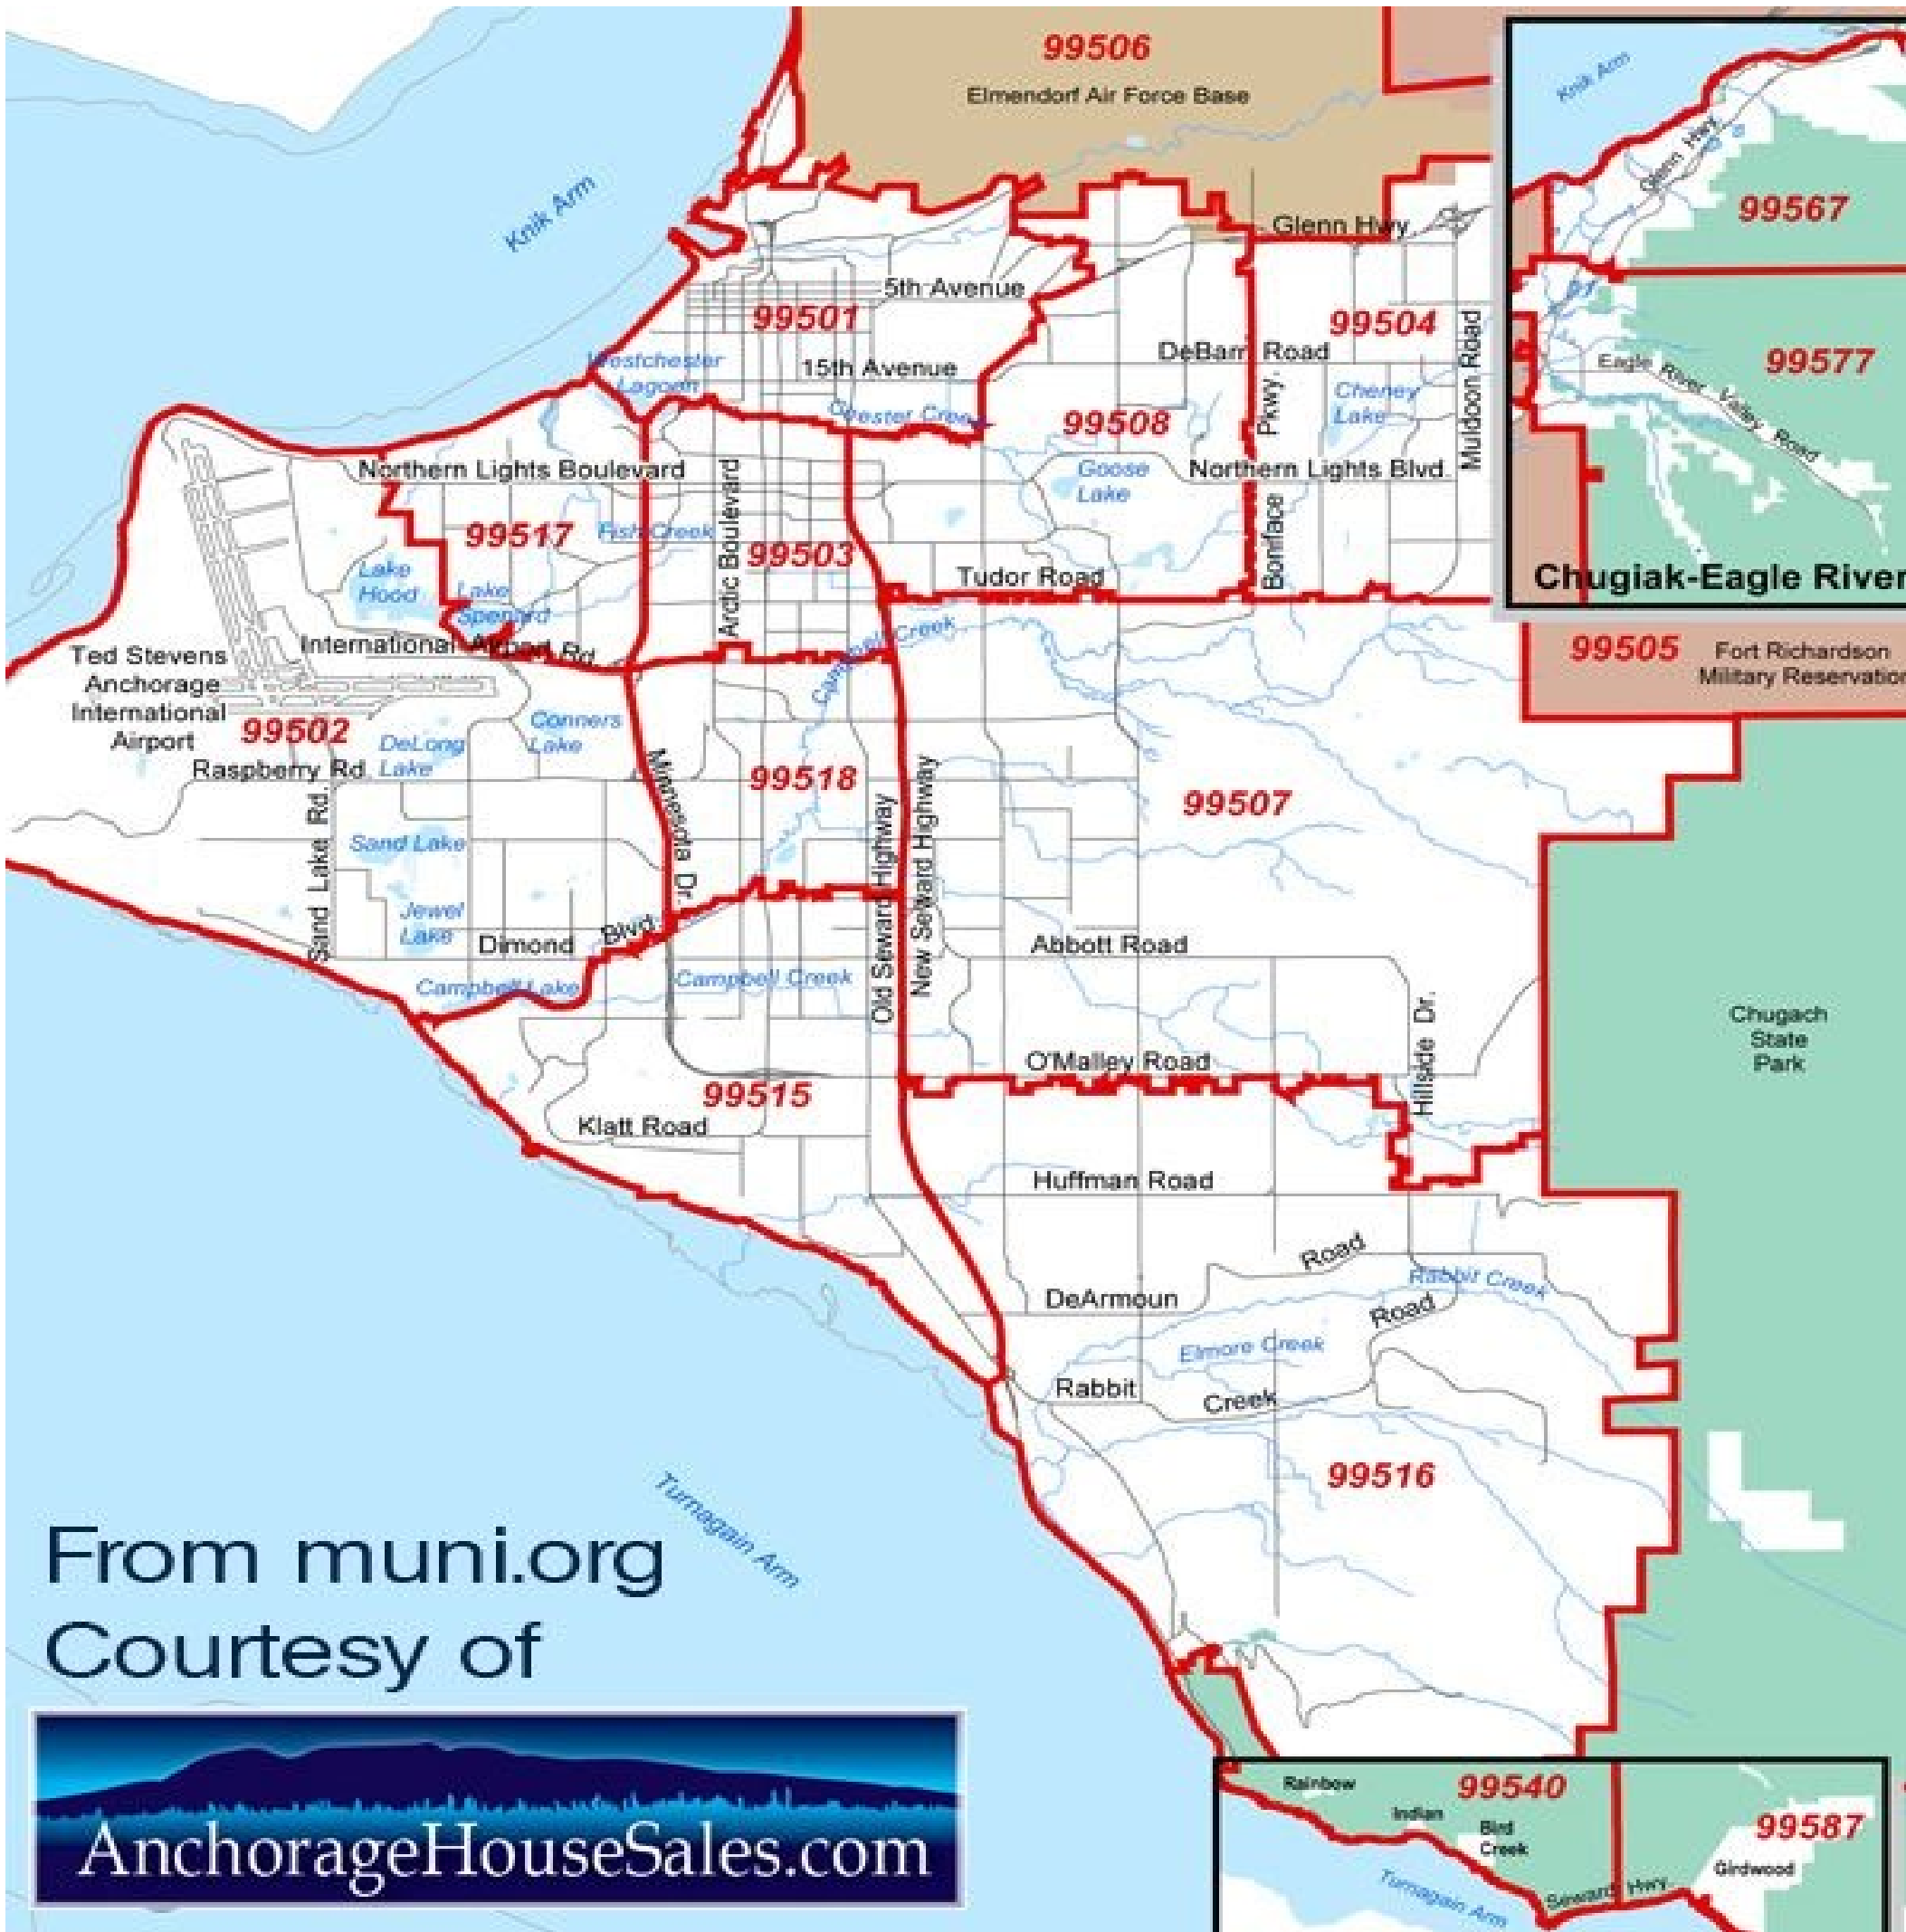 99506
Elmendorf Air Force Base
Knik Arm
Knik Arm
Glenn Hwy
99567
Glenn Hwy.
5th Avenue
99501
99504
Westchester
Lagoon
15th Avenue
DeBarr Road
Muldoon Road
99577
Eagle River Valley Road
Chester Creek
99508
Pkwy.
Cheney
Lake
Northern Lights Boulevard
Arctic Boulevard
Goose
Lake
Northern Lights Blvd.
99517
Fish Creek
99503
Boniface
Lake
Hood
Lake
Spenard
Tudor Road
Chugiak-Eagle River
International Airport Rd
Campbell Creek
99505
Fort Richardson
Military Reservation
Ted Stevens
Anchorage
International
Airport
99502
DeLong
Lake
Conners
Lake
Raspberry Rd.
Minnesota Dr.
99518
99507
Sand Lake Rd.
Sand Lake
Old Seward Highway
New Seward Highway
Jewel
Lake
Dimond Blvd.
Abbott Road
Campbell Lake
Campbell Creek
Hillside Dr.
Chugach
State
Park
O'Malley Road
99515
Klatt Road
Huffman Road
DeArmoun Road
Rabbit Creek
Elmore Creek
Rabbit Creek Road
99516
Turnagain Arm
From muni.org
Courtesy of
AnchorageHouseSales.com
Rainbow
99540
Indian
Bird
Creek
99587
Girdwood
Turnagain Arm
Seward Hwy.